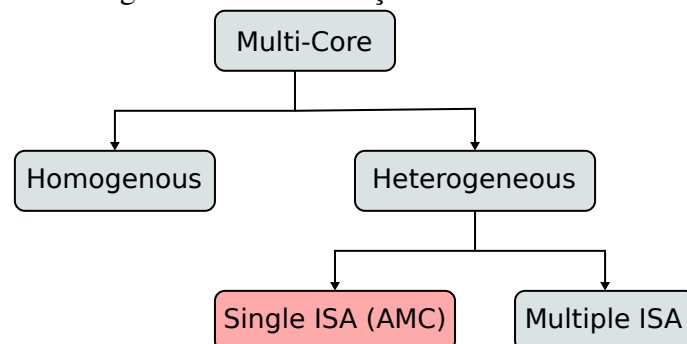 Multi-Core
Homogenous
Heterogeneous
Single ISA (AMC)
Multiple ISA